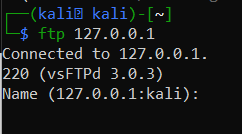 ┌──(kali㉿kali)-[~]
└─$ ftp 127.0.0.1
Connected to 127.0.0.1.
220 (vsFTPd 3.0.3)
Name (127.0.0.1:kali):